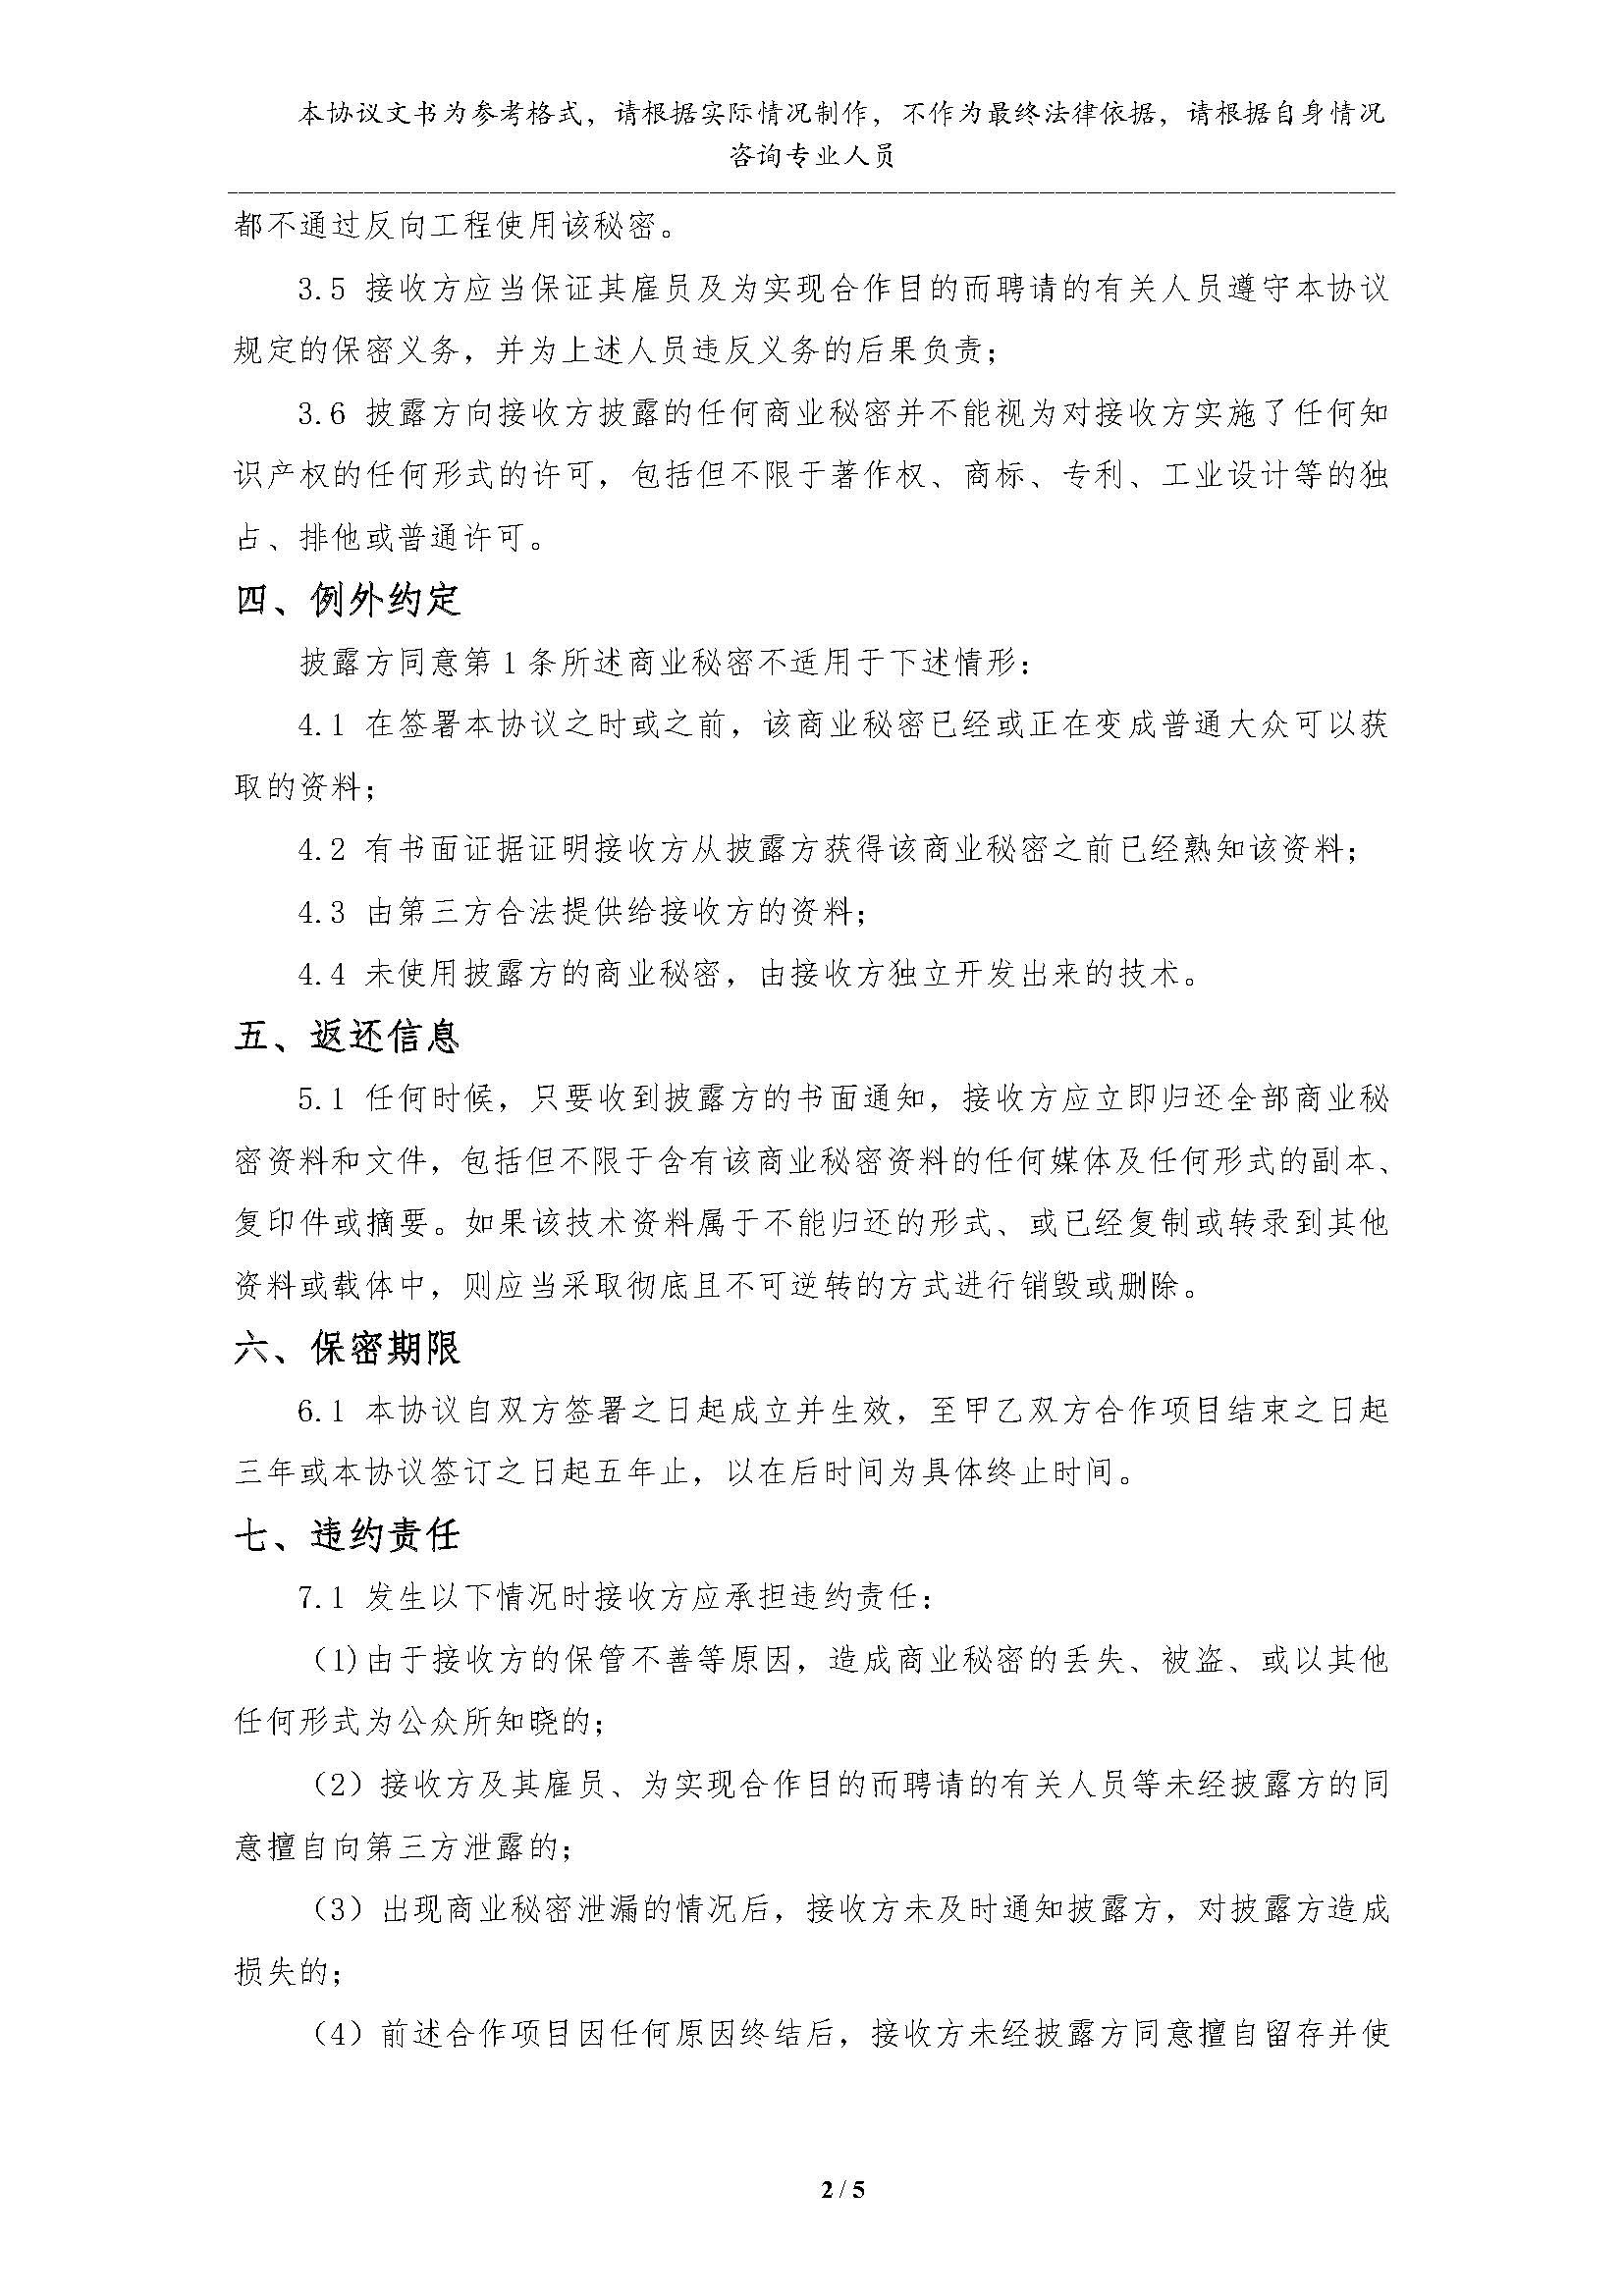 本协议文书为参考格式，请根据实际情况制作，不作为最终法律依据，请根据自身情况
咨询专业人员
都不通过反向工程使用该秘密。
3.5 接收方应当保证其雇员及为实现合作目的而聘请的有关人员遵守本协议
规定的保密义务，并为上述人员违反义务的后果负责；
3.6 披露方向接收方披露的任何商业秘密并不能视为对接收方实施了任何知
识产权的任何形式的许可，包括但不限于著作权、商标、专利、工业设计等的独
占、排他或普通许可。
四、例外约定
披露方同意第1条所述商业秘密不适用于下述情形：
4.1 在签署本协议之时或之前，该商业秘密已经或正在变成普通大众可以获
取的资料；
4.2 有书面证据证明接收方从披露方获得该商业秘密之前已经熟知该资料；
4.3 由第三方合法提供给接收方的资料；
4.4 未使用披露方的商业秘密，由接收方独立开发出来的技术。
五、返还信息
5.1 任何时候，只要收到披露方的书面通知，接收方应立即归还全部商业秘
密资料和文件，包括但不限于含有该商业秘密资料的任何媒体及任何形式的副本、
复印件或摘要。如果该技术资料属于不能归还的形式、或已经复制或转录到其他
资料或载体中，则应当采取彻底且不可逆转的方式进行销毁或删除。
六、保密期限
6.1 本协议自双方签署之日起成立并生效，至甲乙双方合作项目结束之日起
三年或本协议签订之日起五年止，以在后时间为具体终止时间。
七、违约责任
7.1 发生以下情况时接收方应承担违约责任：
（1)由于接收方的保管不善等原因，造成商业秘密的丢失、被盗、或以其他
任何形式为公众所知晓的；
（2）接收方及其雇员、为实现合作目的而聘请的有关人员等未经披露方的同
意擅自向第三方泄露的；
（3）出现商业秘密泄漏的情况后，接收方未及时通知披露方，对披露方造成
损失的；
（4）前述合作项目因任何原因终结后，接收方未经披露方同意擅自留存并使
2 / 5